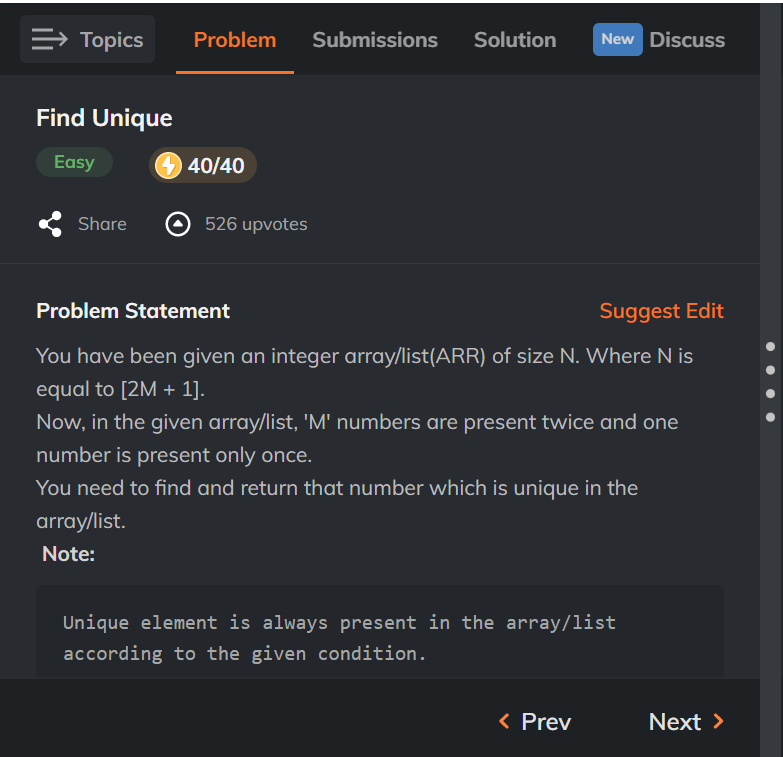 Topics Problem Submissions Solution New Discuss
Find Unique
Easy 40/40
Share 526 upvotes
Problem Statement Suggest Edit
You have been given an integer array/list(ARR) of size N. Where N is
equal to [2M + 1].
Now, in the given array/list, 'M' numbers are present twice and one
number is present only once.
You need to find and return that number which is unique in the
array/list.
Note:
Unique element is always present in the array/list
according to the given condition.
Prev Next